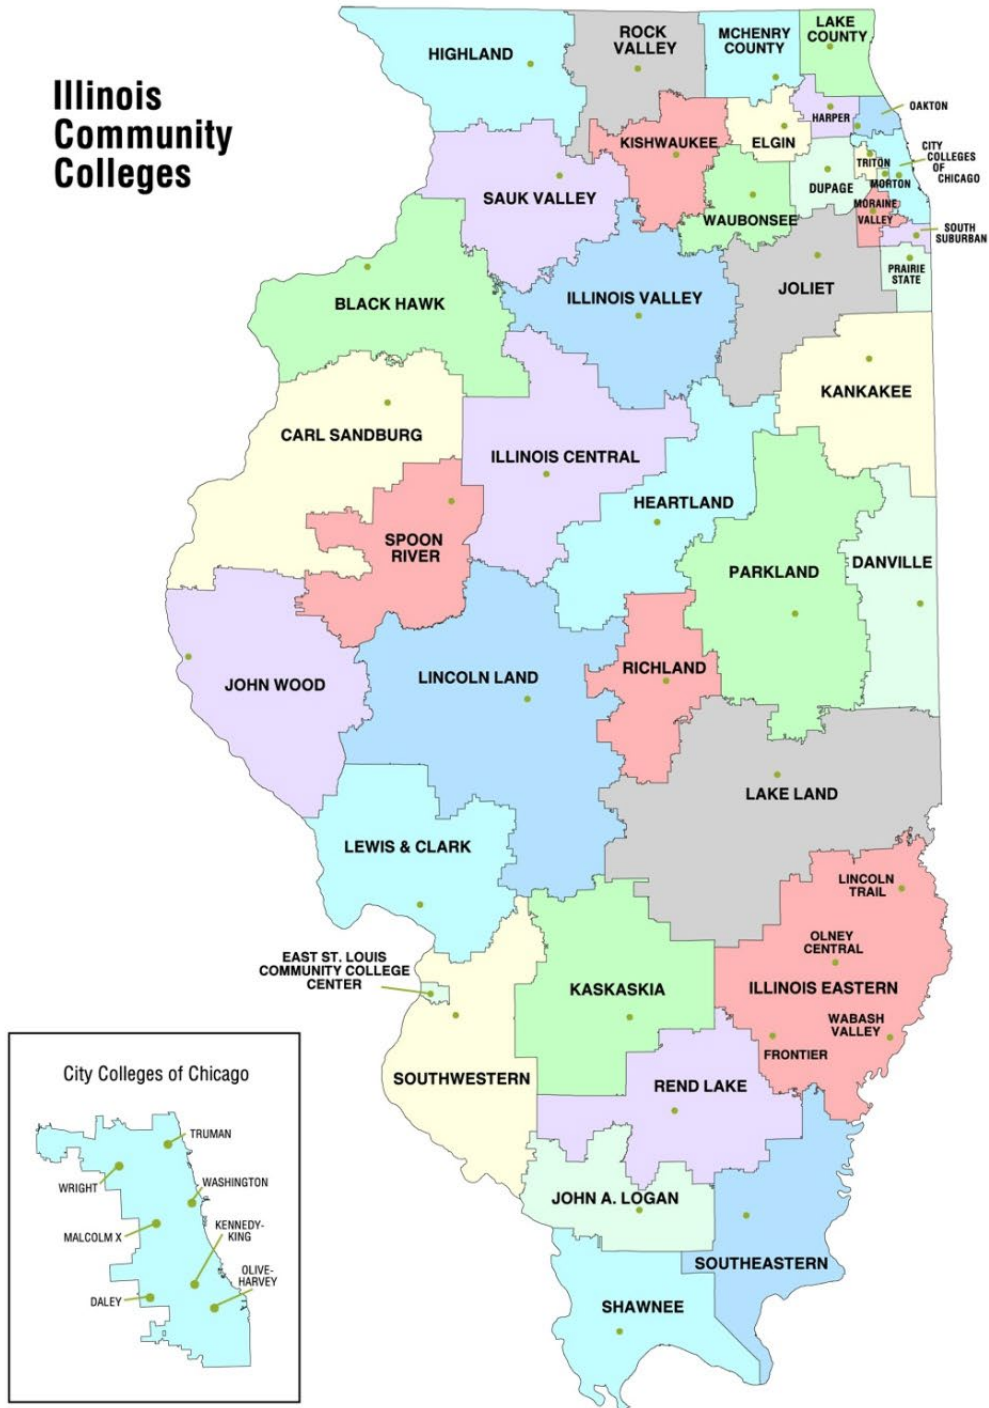 Illinois
Community
Colleges
HIGHLAND
ROCK
VALLEY
MCHENRY
COUNTY
LAKE
COUNTY
OAKTON
HARPER
KISHWAUKEE
ELGIN
CITY
COLLEGES
OF
CHICAGO
TRITON
MORTON
DUPAGE
SAUK VALLEY
WAUBONSEE
MORAINE
VALLEY
SOUTH
SUBURBAN
PRAIRIE
STATE
BLACK HAWK
ILLINOIS VALLEY
JOLIET
KANKAKEE
CARL SANDBURG
ILLINOIS CENTRAL
HEARTLAND
SPOON
RIVER
PARKLAND
DANVILLE
JOHN WOOD
LINCOLN LAND
RICHLAND
LAKE LAND
LEWIS & CLARK
LINCOLN
TRAIL
OLNEY
CENTRAL
EAST ST. LOUIS
COMMUNITY COLLEGE
CENTER
KASKASKIA
ILLINOIS EASTERN
WABASH
VALLEY
FRONTIER
SOUTHWESTERN
REND LAKE
JOHN A. LOGAN
SOUTHEASTERN
SHAWNEE
City Colleges of Chicago
TRUMAN
WRIGHT
WASHINGTON
MALCOLM X
KENNEDY-
KING
OLIVE-
HARVEY
DALEY